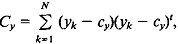 C_y = \sum_{k=1}^{N} (y_k - c_y)(y_k - c_y)^t,